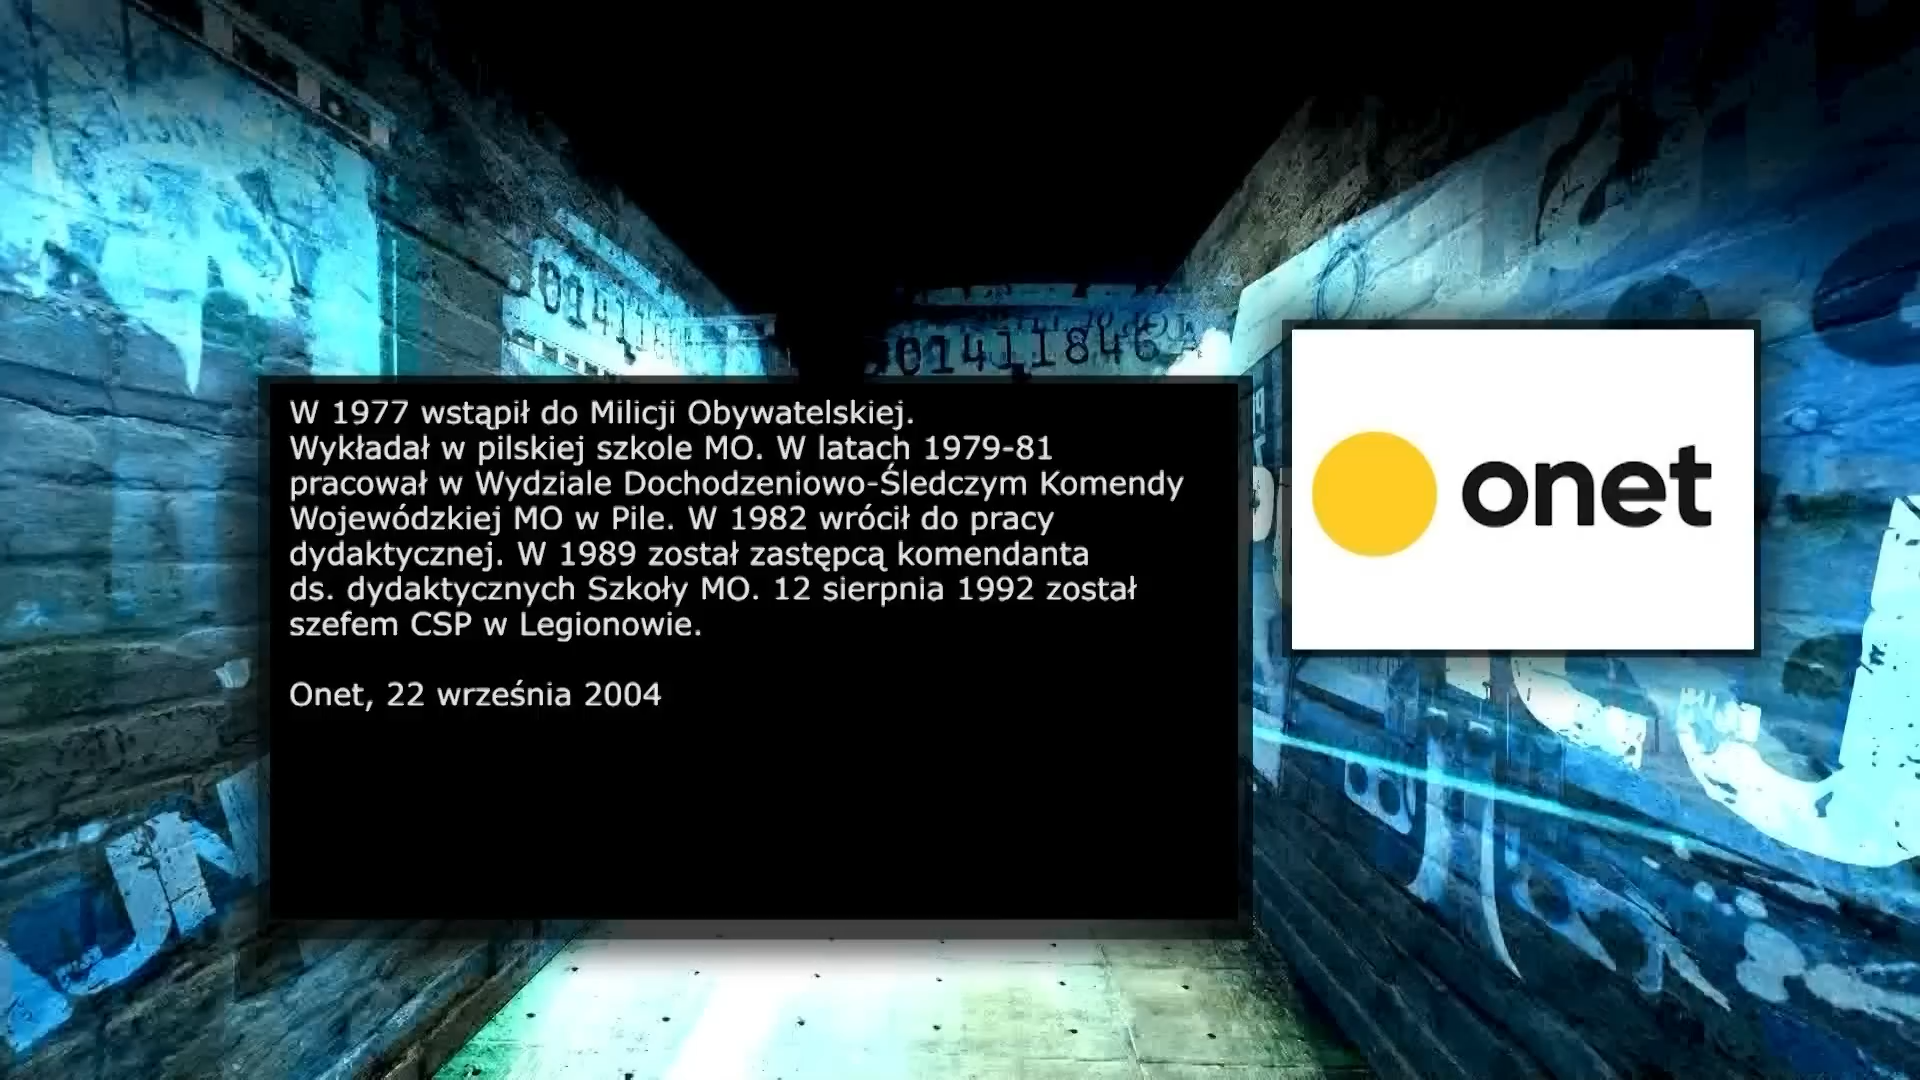 01411846
W 1977 wstąpił do Milicji Obywatelskiej.
Wykładał w pilskiej szkole MO. W latach 1979-81
pracował w Wydziale Dochodzeniowo-Śledczym Komendy
Wojewódzkiej MO w Pile. W 1982 wrócił do pracy
dydaktycznej. W 1989 został zastępcą komendanta
ds. dydaktycznych Szkoły MO. 12 sierpnia 1992 został
szefem CSP w Legionowie.
Onet, 22 września 2004
onet